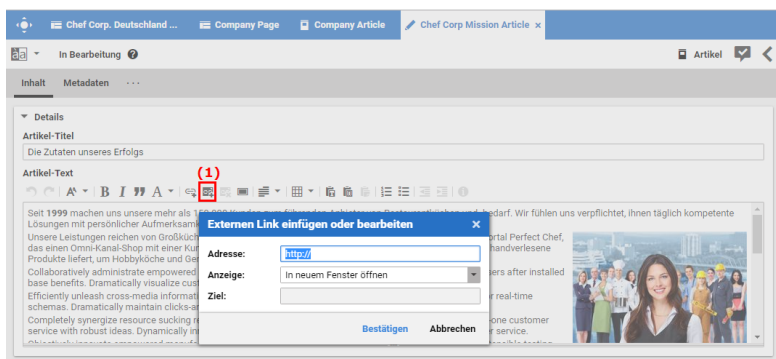 Chef Corp. Deutschland ... Company Page Company Article Chef Corp Mission Article ×
In Bearbeitung Artikel
Inhalt Metadaten ...
Details
Artikel-Titel
Die Zutaten unseres Erfolgs
Artikel-Text
(1)
Seit 1999 machen uns unsere mehr als bedarf. Wir fühlen uns verpflichtet, ihnen täglich kompetente
Lösungen mit persönlicher Aufmerksam
Unsere Leistungen reichen von Großküch ortal Perfect Chef,
das einen Omni-Kanal-Shop mit einer Kur handverlesene
Produkte liefert, um Hobbyköche und Ger
Collaboratively administrate empowered ers after installed
base benefits. Dramatically visualize cust
Efficiently unleash cross-media informati r real-time
schemas. Dramatically maintain clicks-a
Completely synergize resource sucking r -one customer
service with robust ideas. Dynamically in r service.
Externen Link einfügen oder bearbeiten ×
Adresse: http://
Anzeige: In neuem Fenster öffnen
Ziel:
Bestätigen Abbrechen